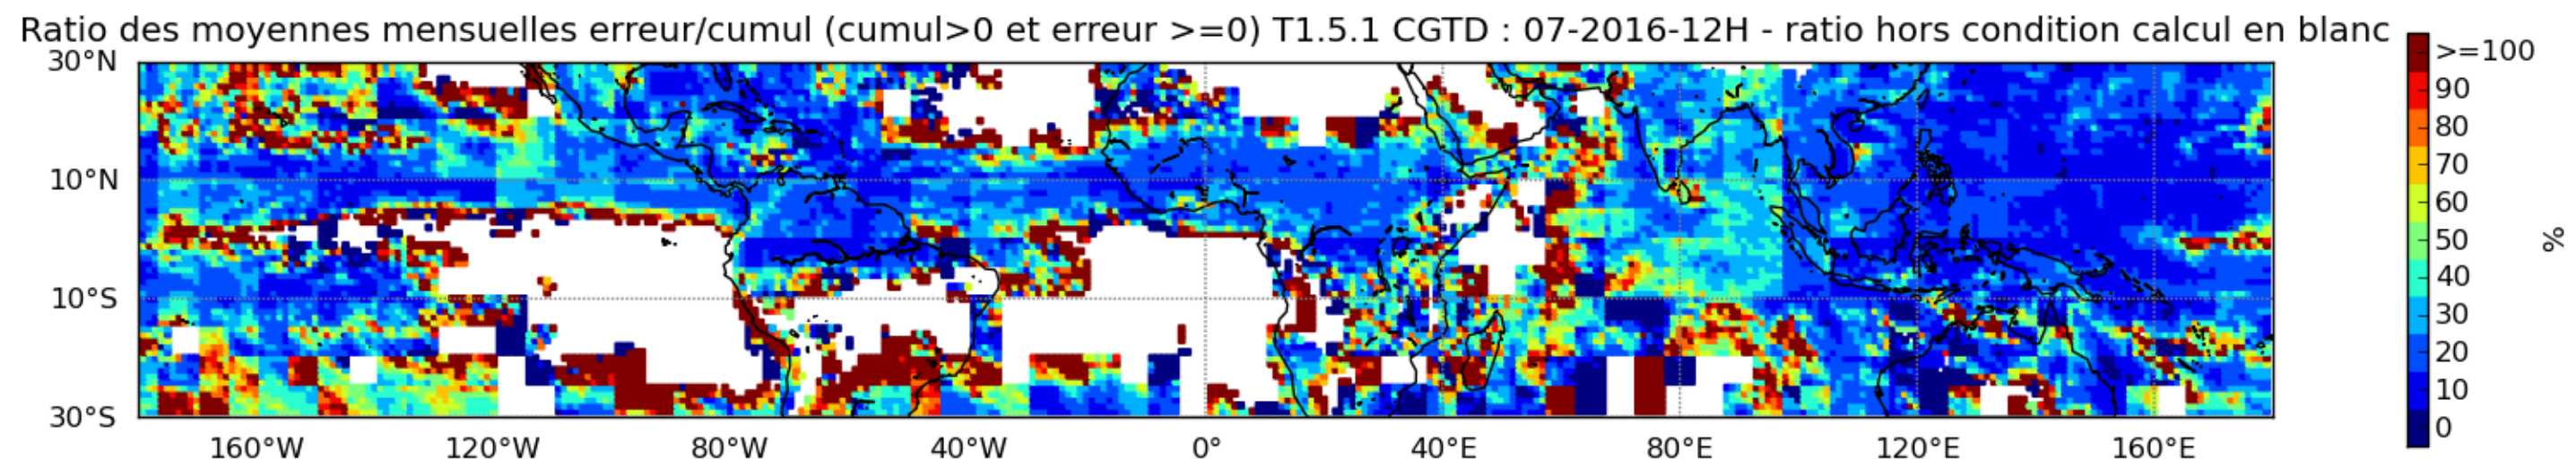 Ratio des moyennes mensuelles erreur/cumul (cumul>0 et erreur >=0) T1.5.1 CGTD : 07-2016-12H - ratio hors condition calcul en blanc
30°N
10°N
10°S
30°S
160°W 120°W 80°W 40°W 0° 40°E 80°E 120°E 160°E
>=100
90
80
70
60
50
40
30
20
10
0
%